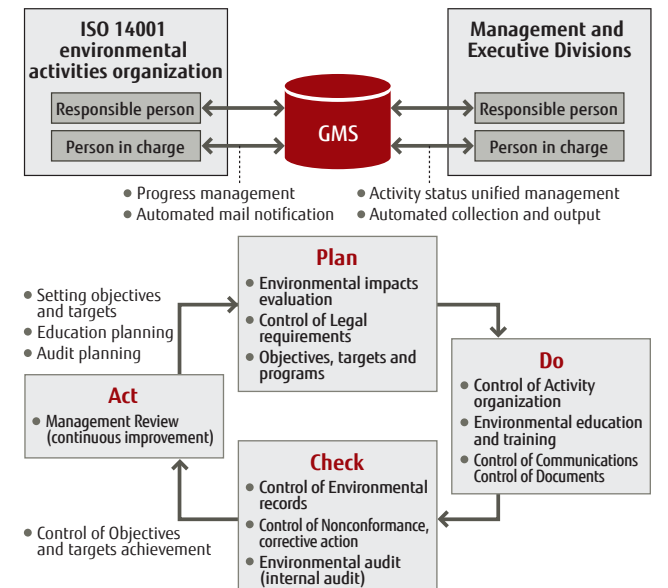 ISO 14001
environmental
activities organization
Responsible person
Person in charge
GMS
Management and
Executive Divisions
Responsible person
Person in charge
● Progress management
● Automated mail notification
● Activity status unified management
● Automated collection and output
Plan
● Environmental impacts
evaluation
● Control of Legal
requirements
● Objectives, targets and
programs
● Setting objectives
and targets
● Education planning
● Audit planning
Do
● Control of Activity
organization
● Environmental education
and training
● Control of Communications
Control of Documents
Act
● Management Review
(continuous improvement)
Check
● Control of Environmental
records
● Control of Nonconformance,
corrective action
● Environmental audit
(internal audit)
● Control of Objectives
and targets achievement